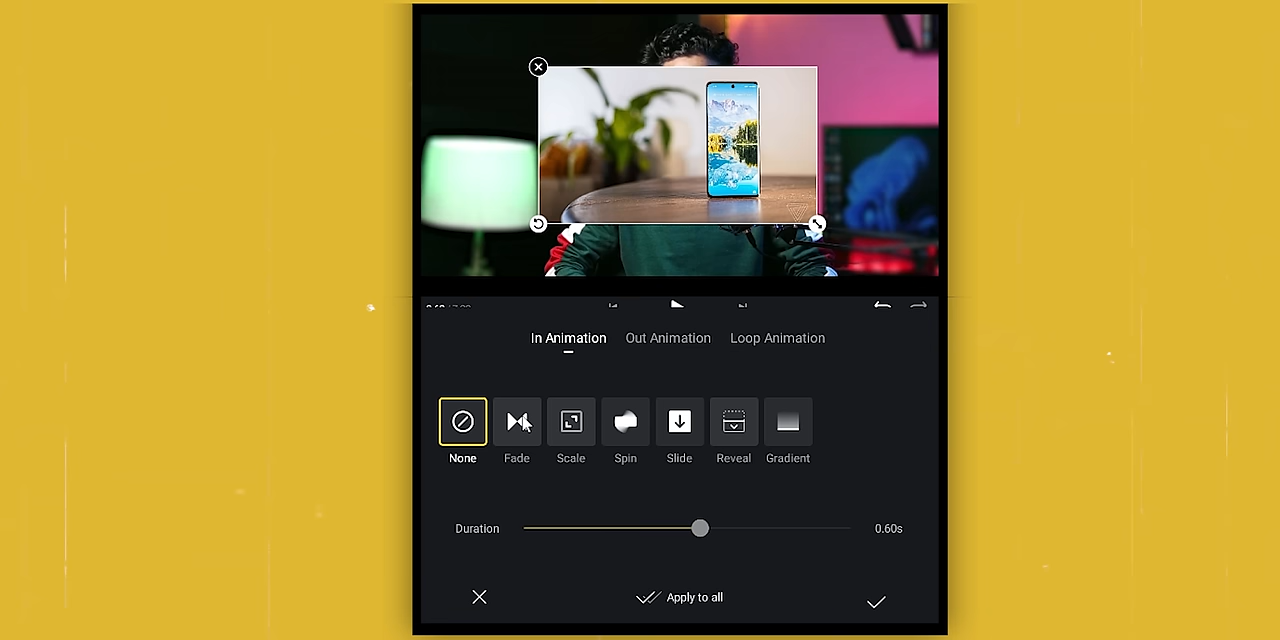 In Animation Out Animation Loop Animation
None Fade Scale Spin Slide Reveal Gradient
Duration 0.60s
Apply to all